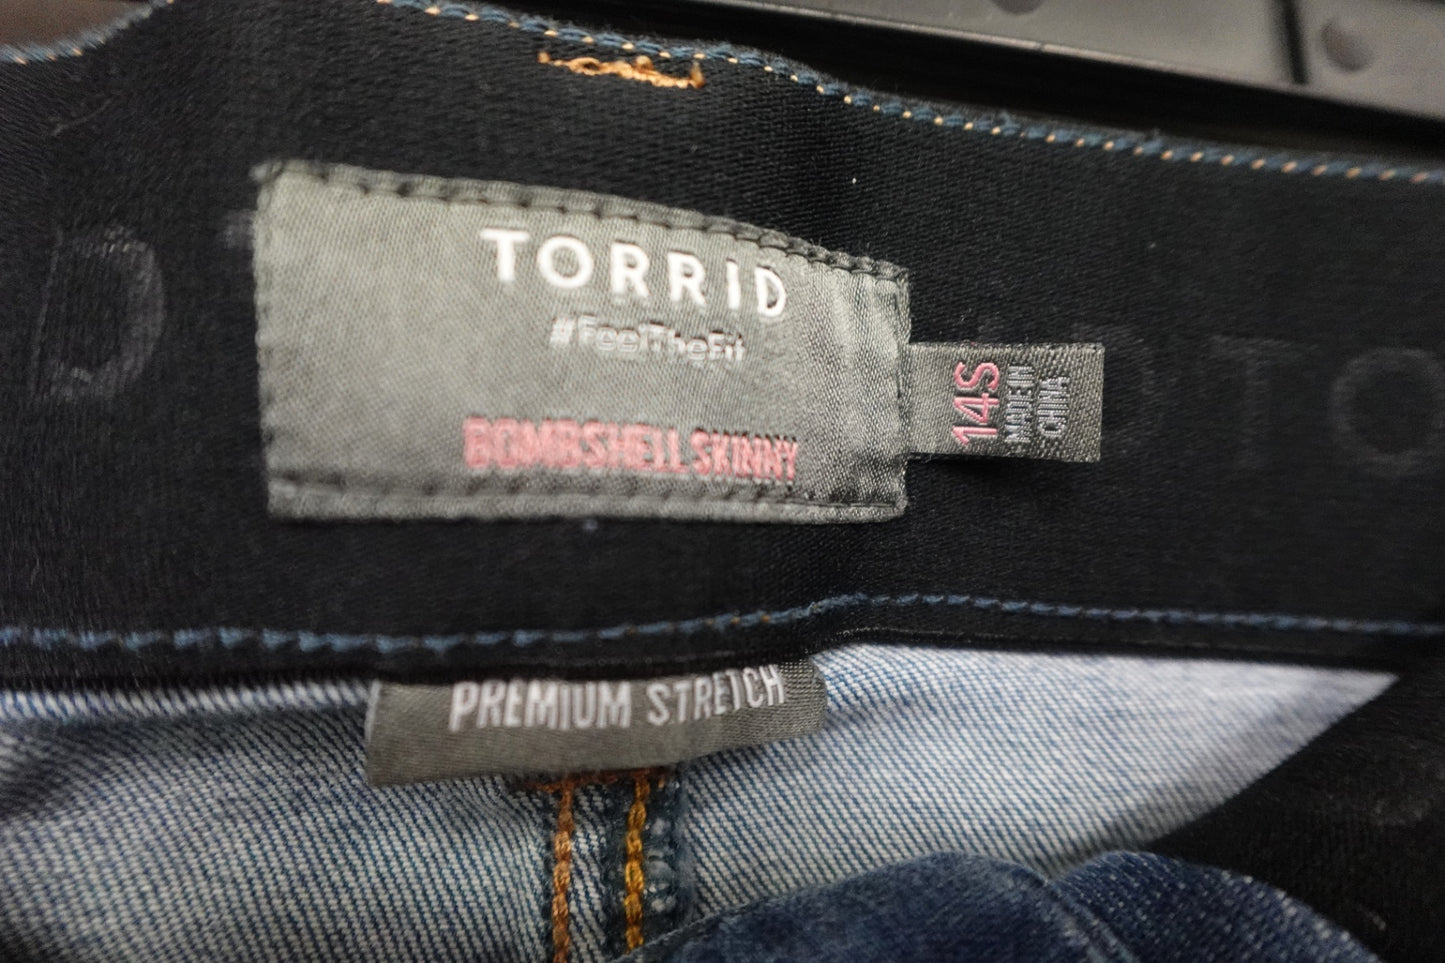 TORRID
#FeelTheFit
BOMBSHELL SKINNY
14S
MADE IN
CHINA
PREMIUM STRETCH